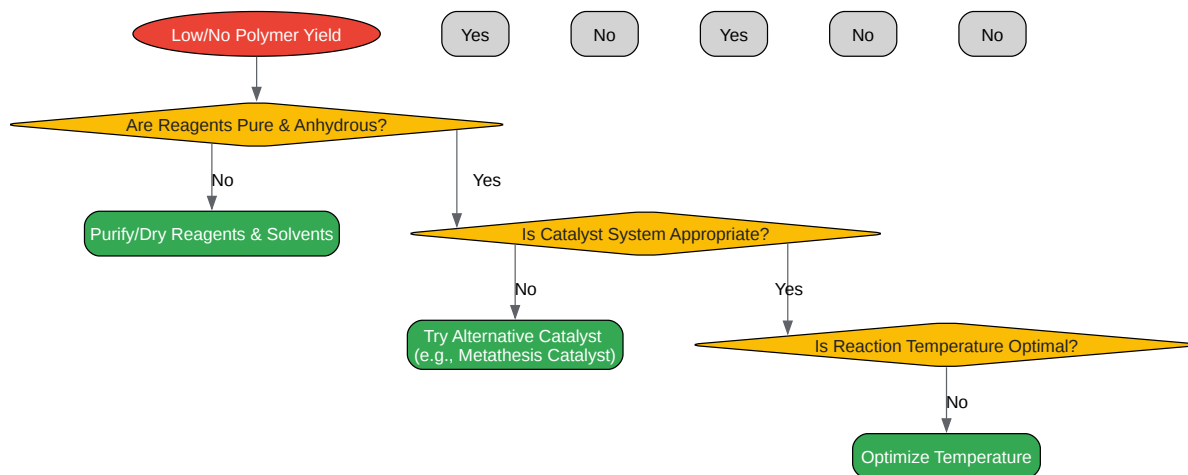 Low/No Polymer Yield
Yes
No
Yes
No
No
Are Reagents Pure & Anhydrous?
No
Yes
Purify/Dry Reagents & Solvents
Is Catalyst System Appropriate?
No
Yes
Try Alternative Catalyst
(e.g., Metathesis Catalyst)
Is Reaction Temperature Optimal?
No
Optimize Temperature